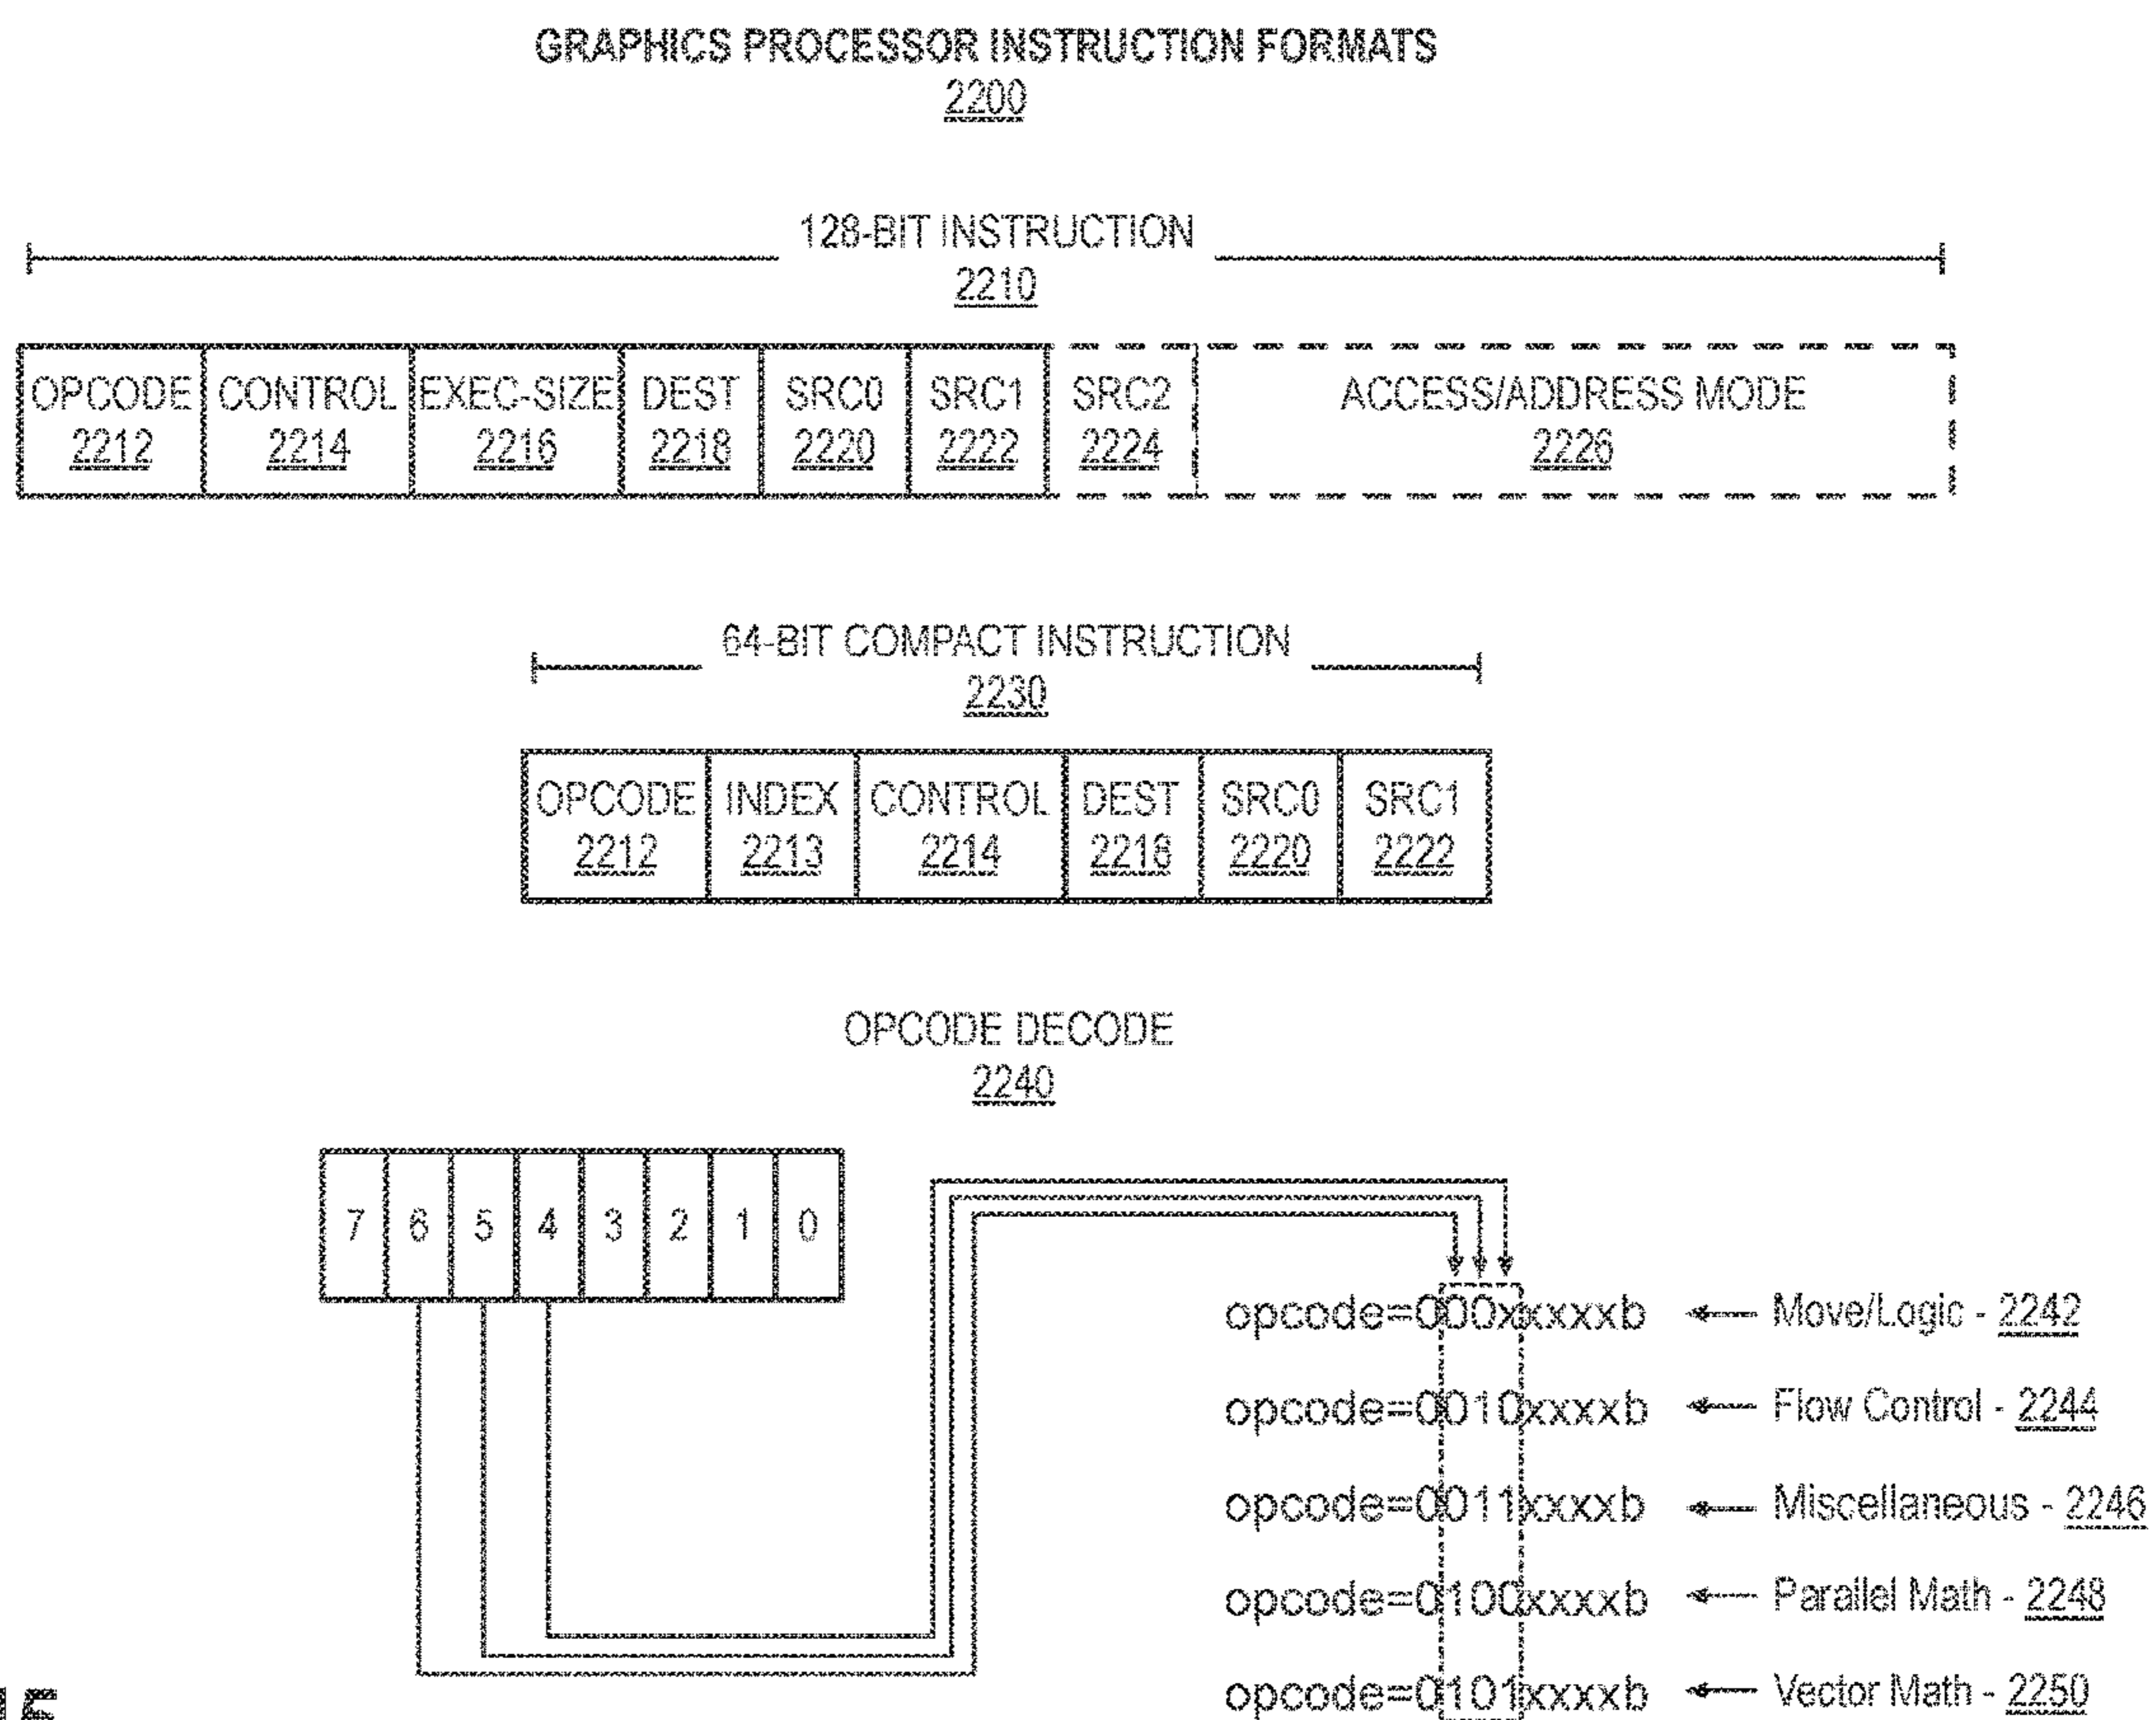 GRAPHICS PROCESSOR INSTRUCTION FORMATS
2200
128-BIT INSTRUCTION
2210
OPCODE CONTROL EXEC-SIZE DEST SRC0 SRC1 SRC2 ACCESS/ADDRESS MODE
2212 2214 2216 2218 2220 2222 2224 2226
64-BIT COMPACT INSTRUCTION
2230
OPCODE INDEX CONTROL DEST SRC0 SRC1
2212 2213 2214 2218 2220 2222
OPCODE DECODE
2240
7 6 5 4 3 2 1 0
opcode=000xxxxxb Move/Logic - 2242
opcode=0010xxxxb Flow Control - 2244
opcode=0011xxxxb Miscellaneous - 2246
opcode=0100xxxxb Parallel Math - 2248
opcode=0101xxxxb Vector Math - 2250